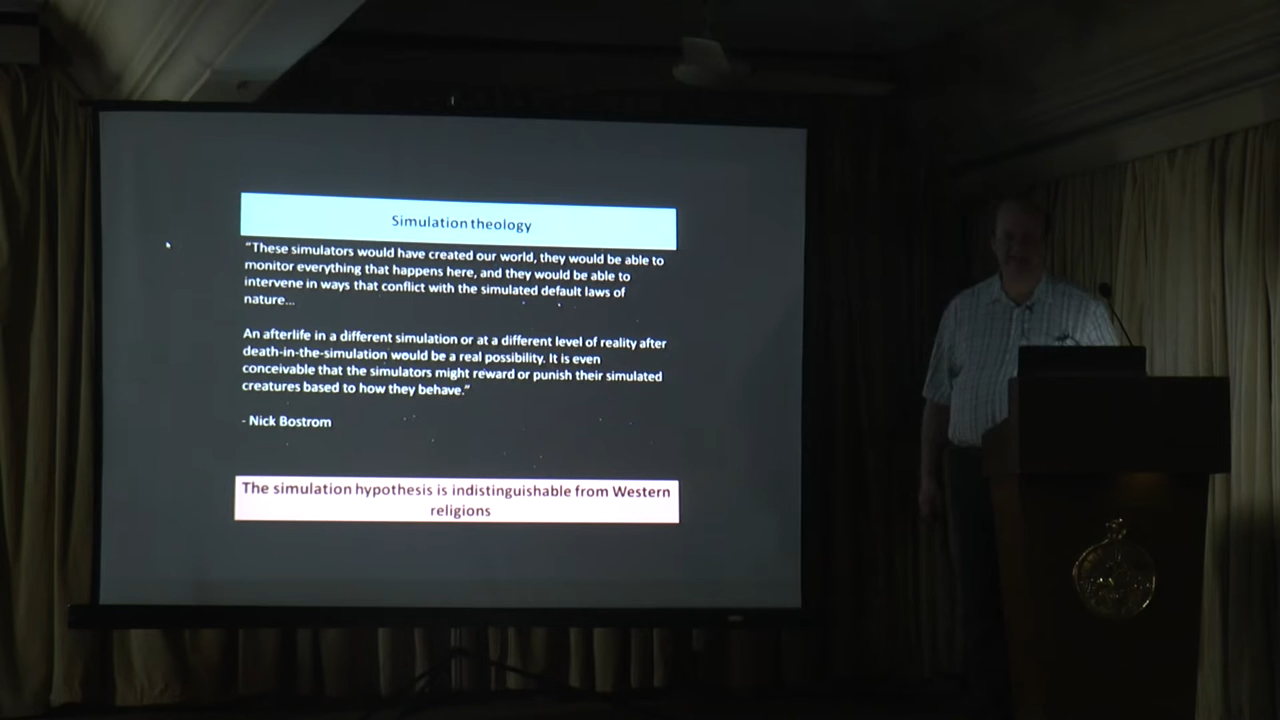 Simulation theology
“These simulators would have created our world, they would be able to
monitor everything that happens here, and they would be able to
intervene in ways that conflict with the simulated default laws of
nature...
An afterlife in a different simulation or at a different level of reality after
death-in-the-simulation would be a real possibility. It is even
conceivable that the simulators might reward or punish their simulated
creatures based to how they behave.”
- Nick Bostrom
The simulation hypothesis is indistinguishable from Western
religions